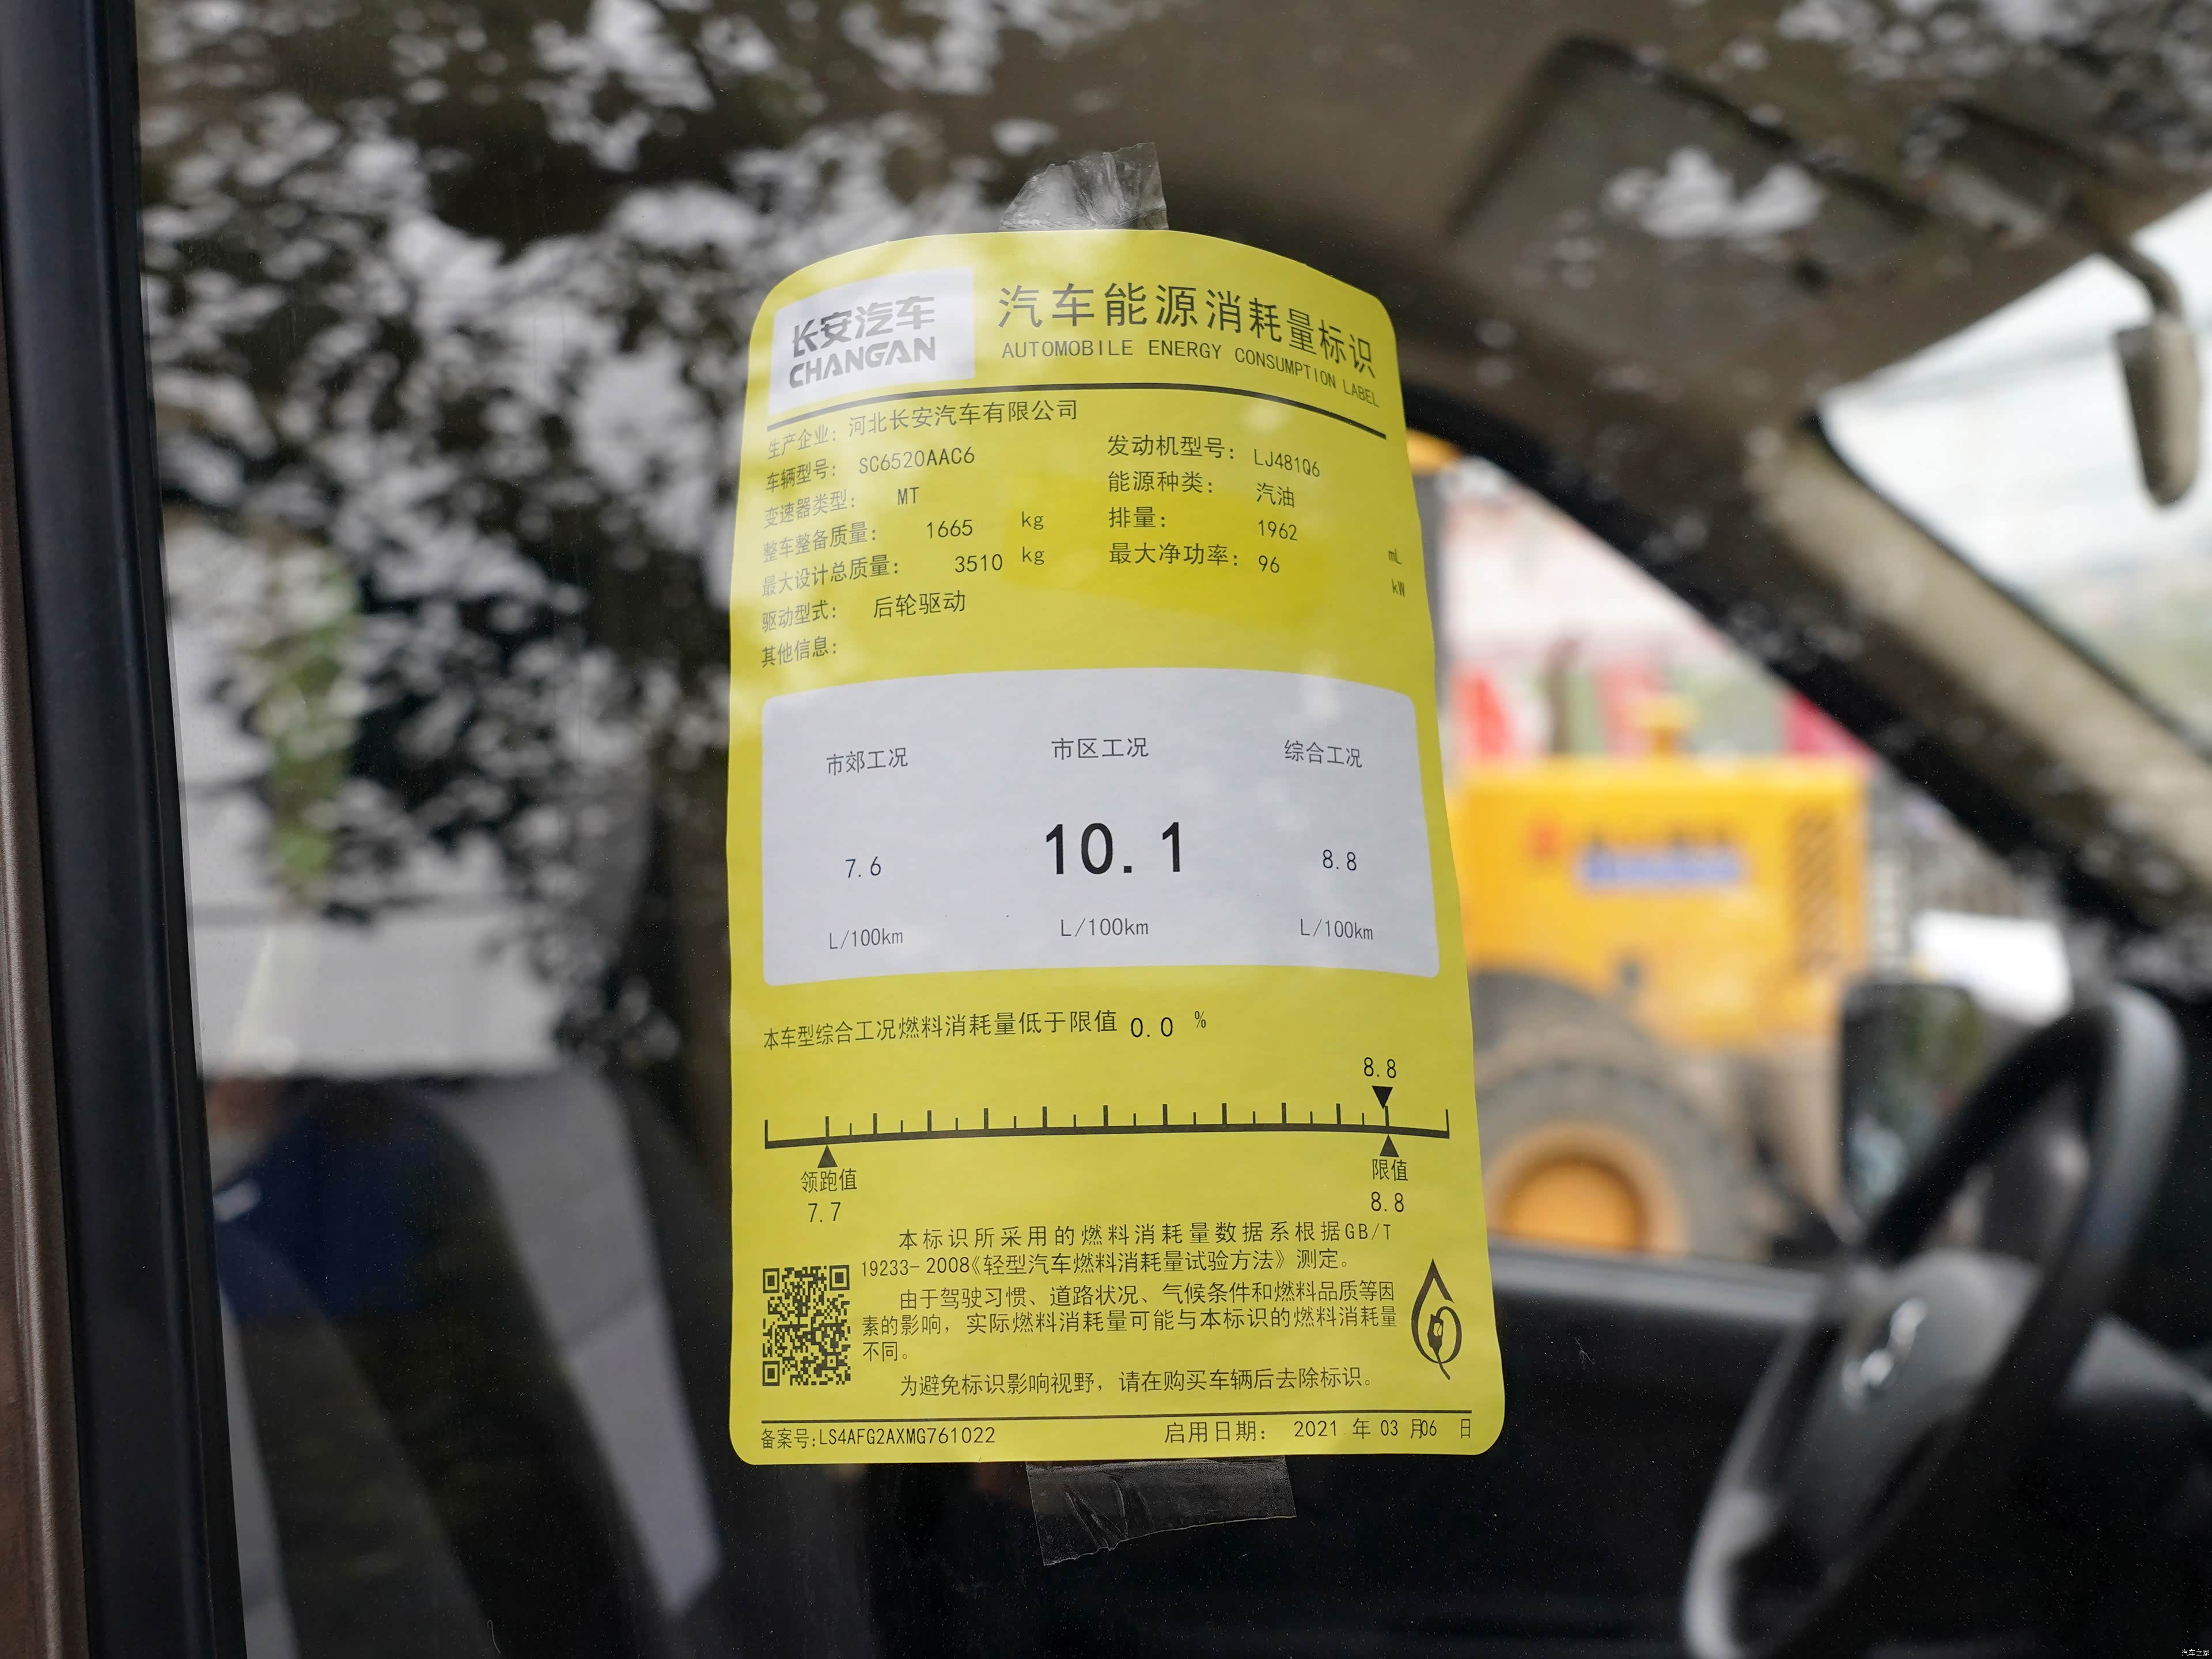 长安汽车
CHANGAN
汽车能源消耗量标识
AUTOMOBILE ENERGY CONSUMPTION LABEL
生产企业: 河北长安汽车有限公司
车辆型号: SC6520AAC6
发动机型号: LJ481Q6
变速器类型: MT
能源种类: 汽油
整车整备质量: 1665 kg
排量: 1962 mL
最大设计总质量: 3510 kg
最大净功率: 96 kW
驱动型式: 后轮驱动
其他信息:
市郊工况 市区工况 综合工况
7.6 10.1 8.8
L/100km L/100km L/100km
本车型综合工况燃料消耗量低于限值 0.0 %
8.8
领跑值 限值
7.7 8.8
本标识所采用的燃料消耗量数据系根据GB/T
19233-2008《轻型汽车燃料消耗量试验方法》测定。
由于驾驶习惯、道路状况、气候条件和燃料品质等因
素的影响, 实际燃料消耗量可能与本标识的燃料消耗量
不同。
为避免标识影响视野, 请在购买车辆后去除标识。
备案号:LS4AFG2AXMG761022 启用日期: 2021 年 03 月06 日
汽车之家